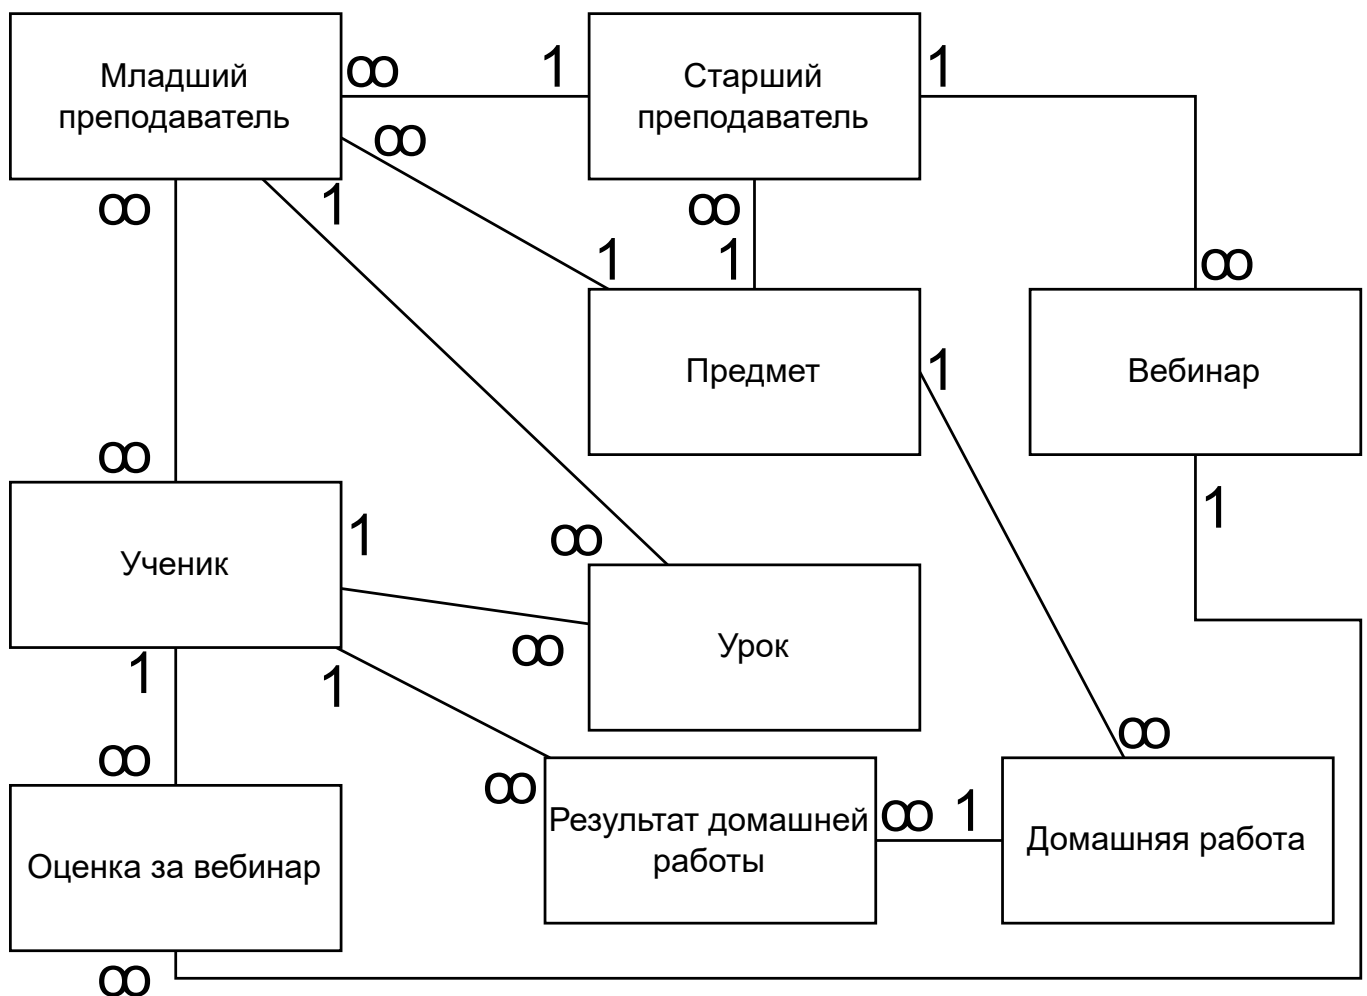 Младший
преподаватель
∞ 1
Старший
преподаватель
1
∞
∞
1
∞
1
1
∞
Предмет
1
Вебинар
∞
1
Ученик
1
∞
Урок
∞
1
1
∞
∞
Оценка за вебинар
∞
Результат домашней
работы
∞ 1
∞
Домашняя работа